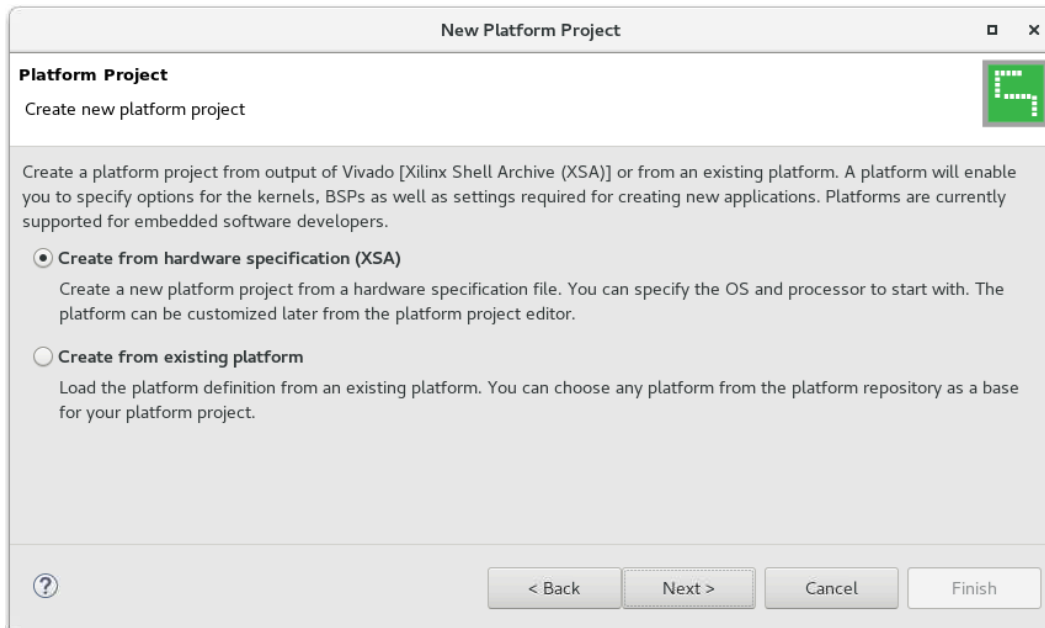 New Platform Project
Platform Project
Create new platform project
Create a platform project from output of Vivado [Xilinx Shell Archive (XSA)] or from an existing platform. A platform will enable
you to specify options for the kernels, BSPs as well as settings required for creating new applications. Platforms are currently
supported for embedded software developers.
Create from hardware specification (XSA)
Create a new platform project from a hardware specification file. You can specify the OS and processor to start with. The
platform can be customized later from the platform project editor.
Create from existing platform
Load the platform definition from an existing platform. You can choose any platform from the platform repository as a base
for your platform project.
< Back Next > Cancel Finish